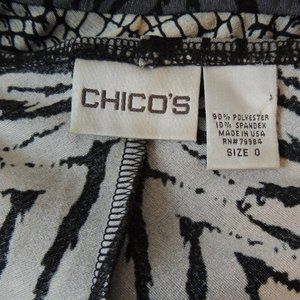 CHICO'S
90% POLYESTER
10% SPANDEX
MADE IN USA
RN#79984
SIZE 0